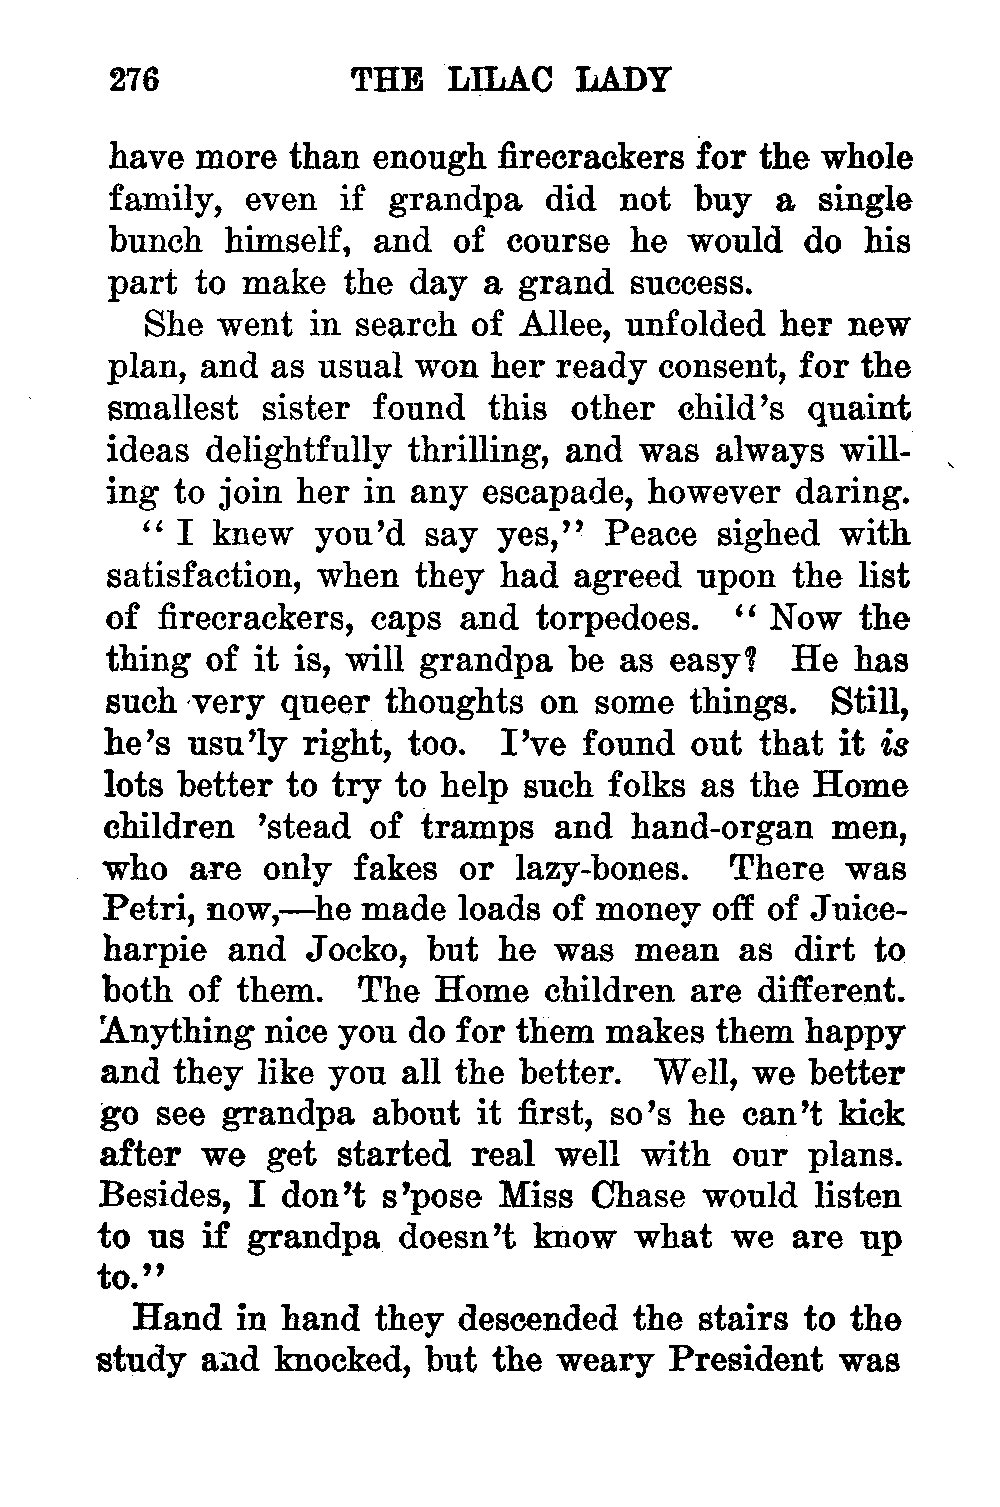 276 THE LILAC LADY
have more than enough firecrackers for the whole
family, even if grandpa did not buy a single
bunch himself, and of course he would do his
part to make the day a grand success.
She went in search of Allee, unfolded her new
plan, and as usual won her ready consent, for the
smallest sister found this other child's quaint
ideas delightfully thrilling, and was always will-
ing to join her in any escapade, however daring.
" I knew you'd say yes," Peace sighed with
satisfaction, when they had agreed upon the list
of firecrackers, caps and torpedoes. " Now the
thing of it is, will grandpa be as easy? He has
such very queer thoughts on some things. Still,
he's usu'ly right, too. I've found out that it is
lots better to try to help such folks as the Home
children 'stead of tramps and hand-organ men,
who are only fakes or lazy-bones. There was
Petri, now,—he made loads of money off of Juice-
harpie and Jocko, but he was mean as dirt to
both of them. The Home children are different.
Anything nice you do for them makes them happy
and they like you all the better. Well, we better
go see grandpa about it first, so's he can't kick
after we get started real well with our plans.
Besides, I don't s'pose Miss Chase would listen
to us if grandpa doesn't know what we are up
to."
Hand in hand they descended the stairs to the
study and knocked, but the weary President was